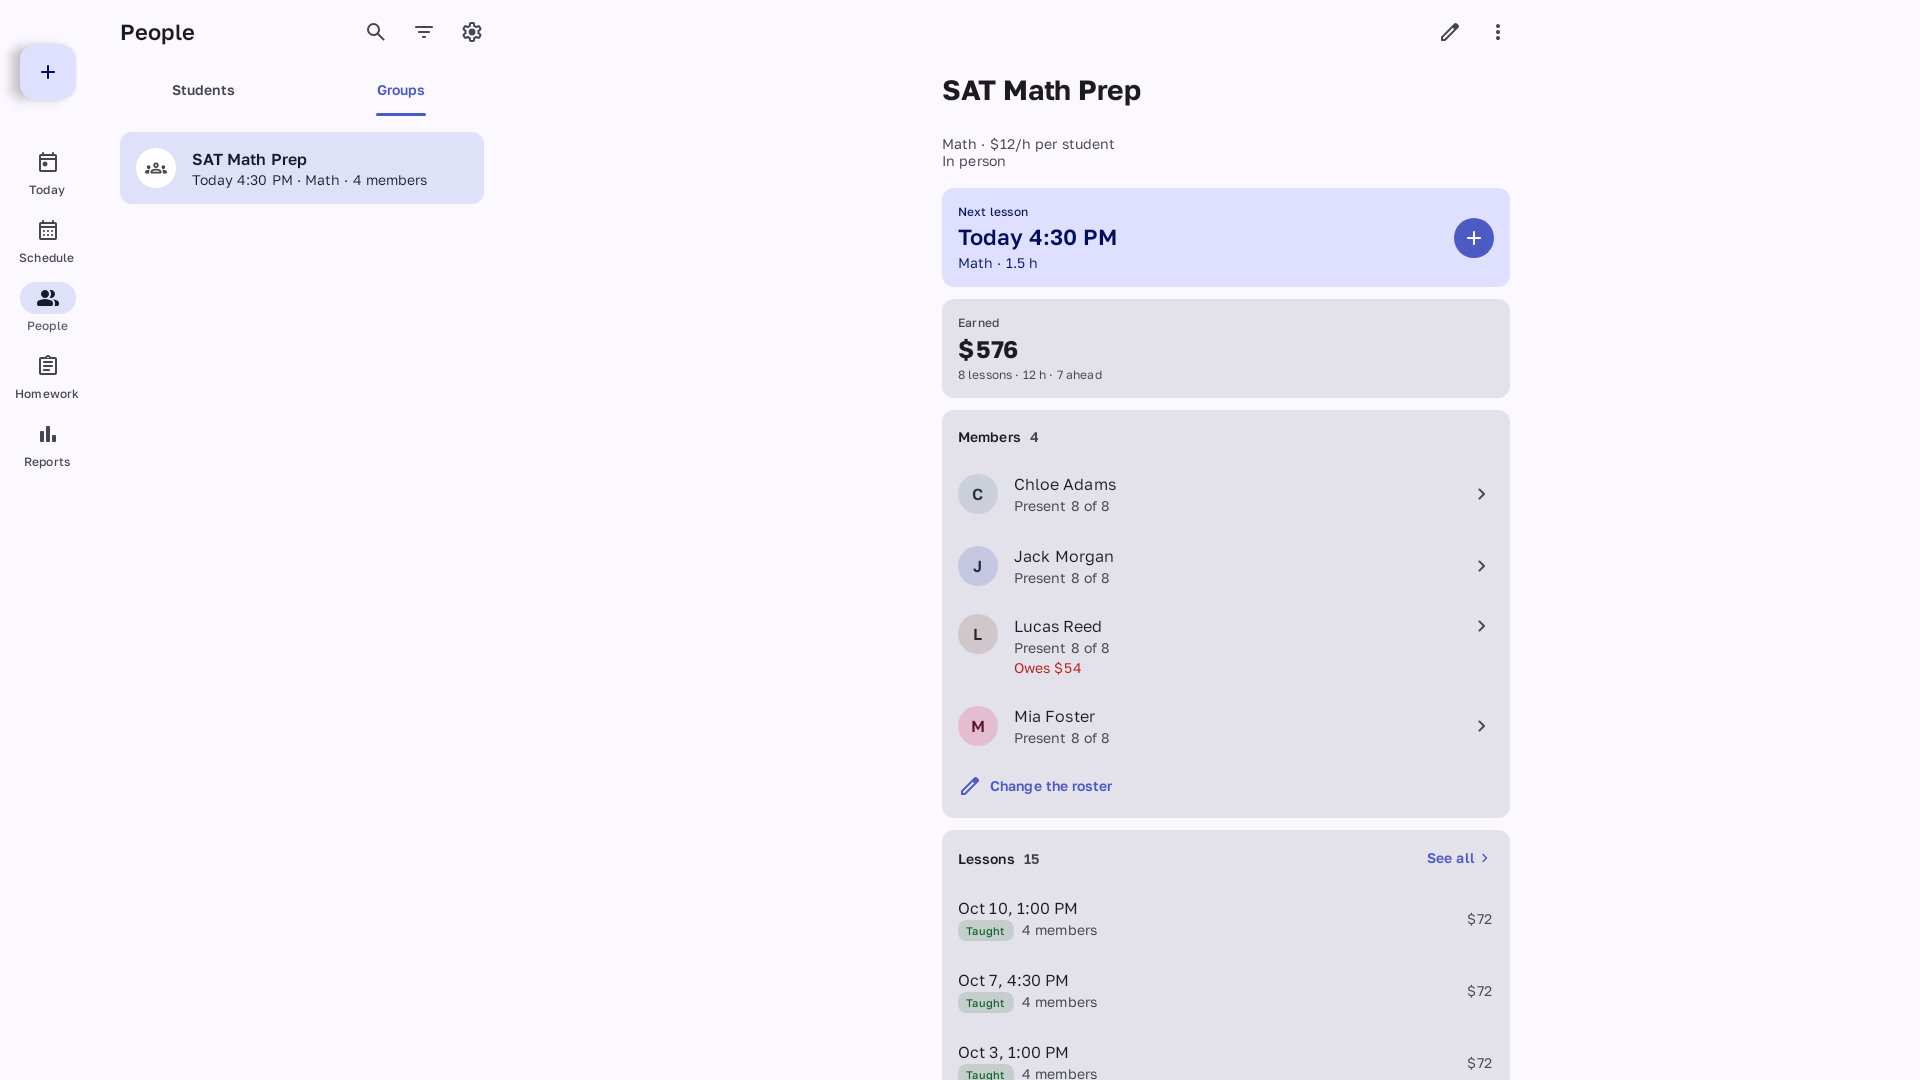 People
Students
Groups
SAT Math Prep
Today 4:30 PM · Math · 4 members
Today
Schedule
People
Homework
Reports
SAT Math Prep
Math · $12/h per student
In person
Next lesson
Today 4:30 PM
Math · 1.5 h
Earned
$576
8 lessons · 12 h · 7 ahead
Members 4
C
Chloe Adams
Present 8 of 8
J
Jack Morgan
Present 8 of 8
L
Lucas Reed
Present 8 of 8
Owes $54
M
Mia Foster
Present 8 of 8
Change the roster
Lessons 15
See all
Oct 10, 1:00 PM
Taught 4 members
$72
Oct 7, 4:30 PM
Taught 4 members
$72
Oct 3, 1:00 PM
Taught 4 members
$72